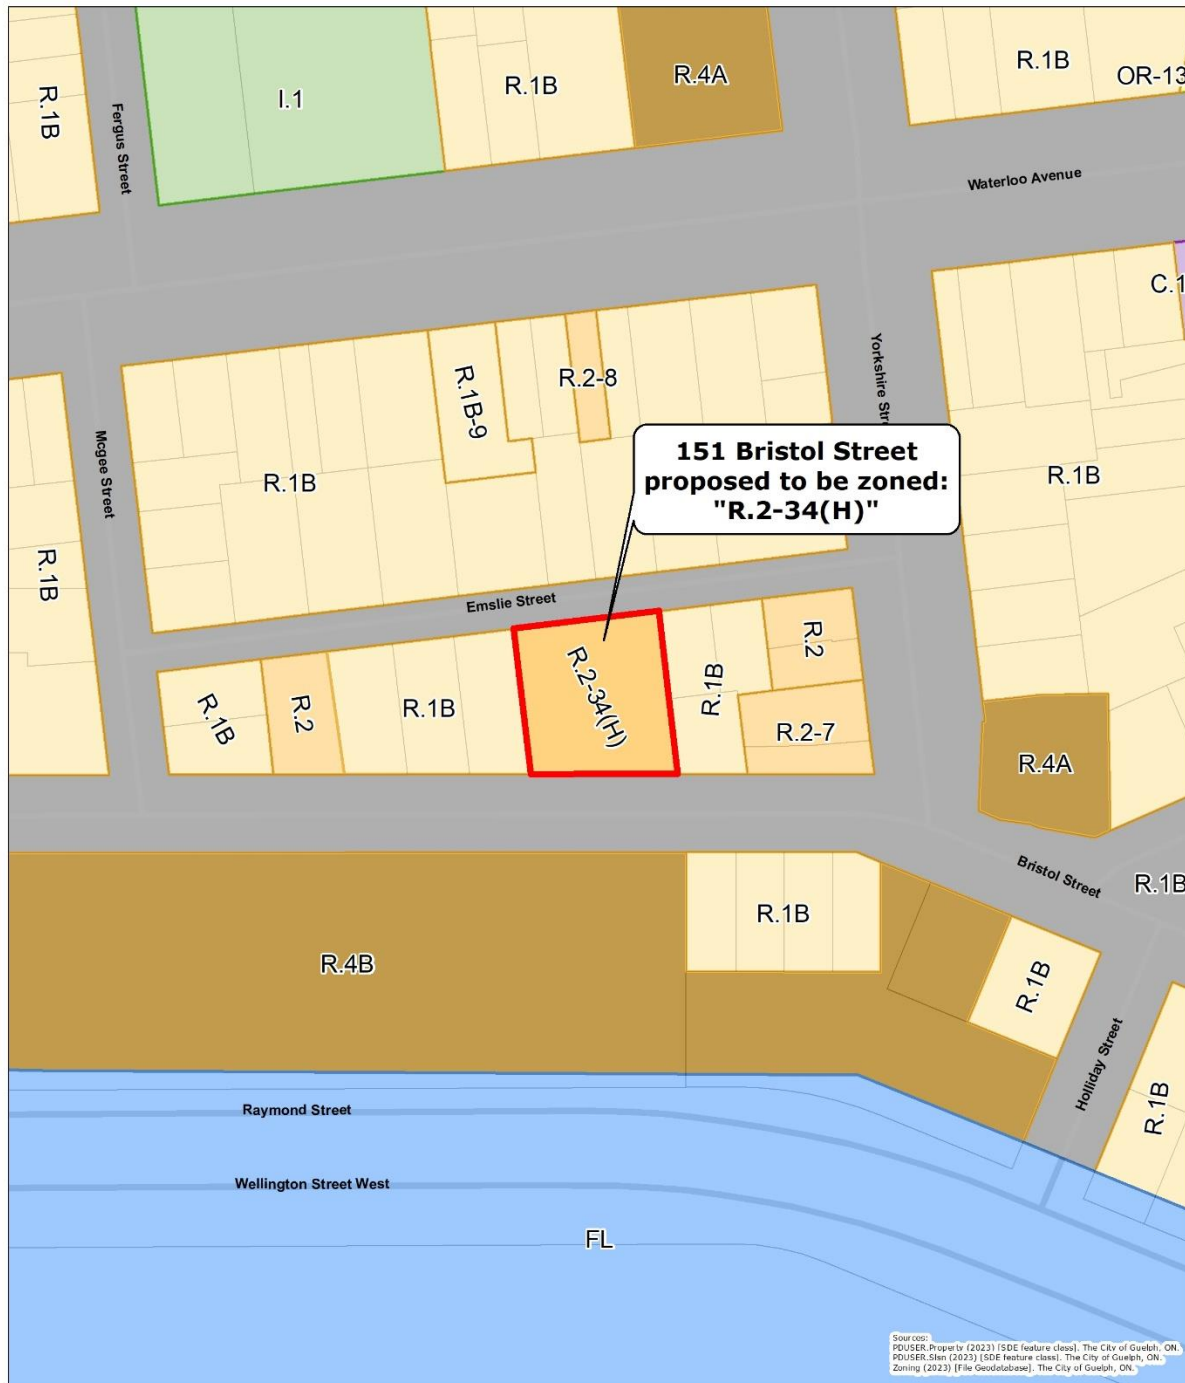 R.1B
OR-13
R.1B
R.4A
I.1
R.1B
Fergus Street
Waterloo Avenue
C.1
Yorkshire Stre
R.2-8
R.1B-9
Mcgee Street
151 Bristol Street
proposed to be zoned:
"R.2-34(H)"
R.1B
R.1B
R.1B
Emslie Street
R.2
R.2-34(H)
R.1B
R.1B
R.2
R.1B
R.2-7
R.4A
Bristol Street
R.1B
R.1B
R.4B
R.1B
Holliday Street
R.1B
Raymond Street
Wellington Street West
FL
Sources:
PDUSER.Property (2023) [SDE feature class]. The City of Guelph, ON.
PDUSER.Slsn (2023) [SDE feature class]. The City of Guelph, ON.
Zoning (2023) [File Geodatabase]. The City of Guelph, ON.